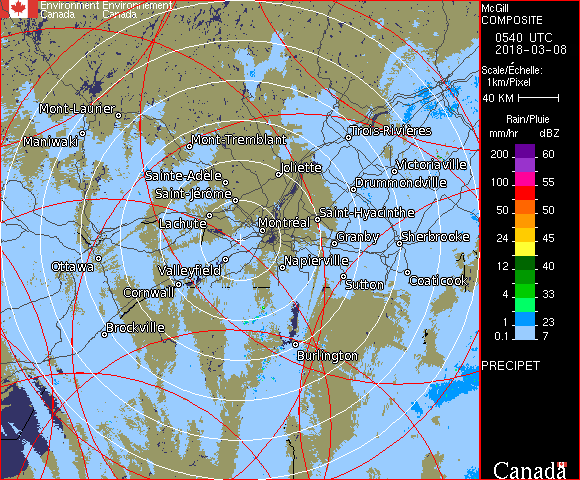 Environment Environnement
Canada Canada
McGill
COMPOSITE
0540 UTC
2018-03-08
Scale/Échelle:
1km/Pixel
40 KM
Rain/Pluie
mm/hr dBZ
200 60
100 55
50 50
24 45
12 40
4 33
1 23
0.1 7
PRECIPET
Mont-Laurier
Maniwaki
Mont-Tremblant
Trois-Rivières
Joliette
Victoriaville
Sainte-Adèle
Drummondville
Saint-Jérôme
Saint-Hyacinthe
Lachute
Montréal
Granby
Sherbrooke
Ottawa
Valleyfield
Napierville
Cornwall
Sutton
Coaticook
Brockville
Burlington
Canada